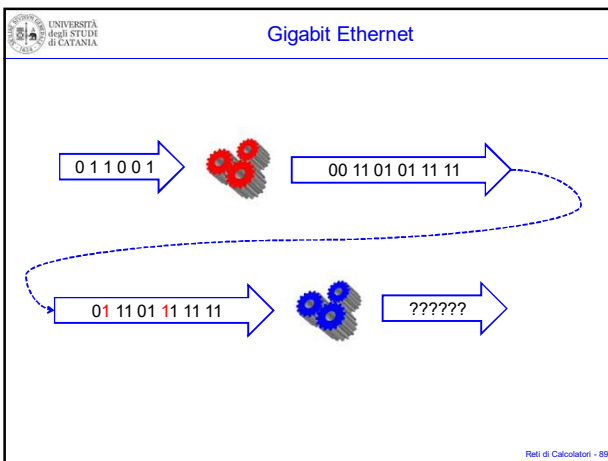 UNIVERSITÀ
degli STUDI
di CATANIA
Gigabit Ethernet
0 1 1 0 0 1
00 11 01 01 11 11
01 11 01 11 11 11
??????
Reti di Calcolatori - 89